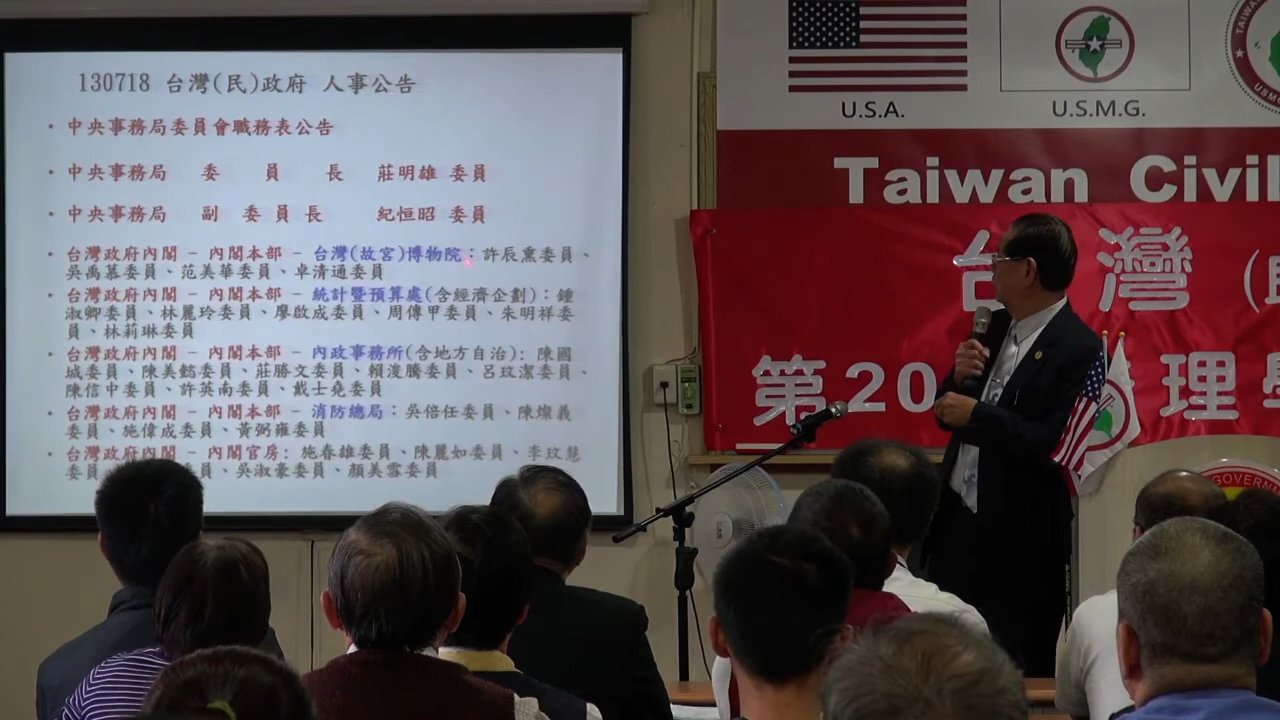 130718 台灣(民)政府 人事公告
• 中央事務局委員會職務表公告
• 中央事務局 委 員 長 莊明雄 委員
• 中央事務局 副 委 員 長 紀恒昭 委員
• 台灣政府內閣 – 內閣本部 – 台灣(故宮)博物院：許辰熏委員、
吳禹慕委員、范美華委員、卓清通委員
• 台灣政府內閣 – 內閣本部 – 統計暨預算處(含經濟企劃)：鍾
淑卿委員、林麗玲委員、廖啟成委員、周傳甲委員、朱明祥委
員、林莉琳委員
• 台灣政府內閣 – 內閣本部 – 內政事務所(含地方自治)：陳國
城委員、陳美懿委員、莊勝文委員、賴浚騰委員、呂玟潔委員、
陳信中委員、許英南委員、戴士堯委員
• 台灣政府內閣 – 內閣本部 – 消防總局：吳倍任委員、陳燦義
委員、施偉成委員、黃弼雍委員
• 台灣政府內閣 – 內閣官房：施春雄委員、陳麗如委員、李玟慧
委員、委員、吳淑豪委員、顏美雪委員
U.S.A.
U.S.M.G.
TAIWAN
USMG
Taiwan Civil
台灣(
第20 理
GOVERN